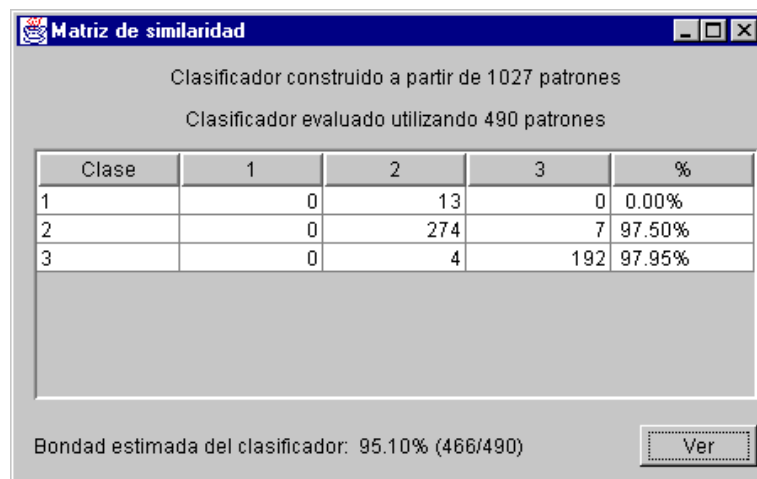 Matriz de similaridad
Clasificador construido a partir de 1027 patrones
Clasificador evaluado utilizando 490 patrones
Clase 1 2 3 %
1 0 13 0 0.00%
2 0 274 7 97.50%
3 0 4 192 97.95%
Bondad estimada del clasificador: 95.10% (466/490) Ver